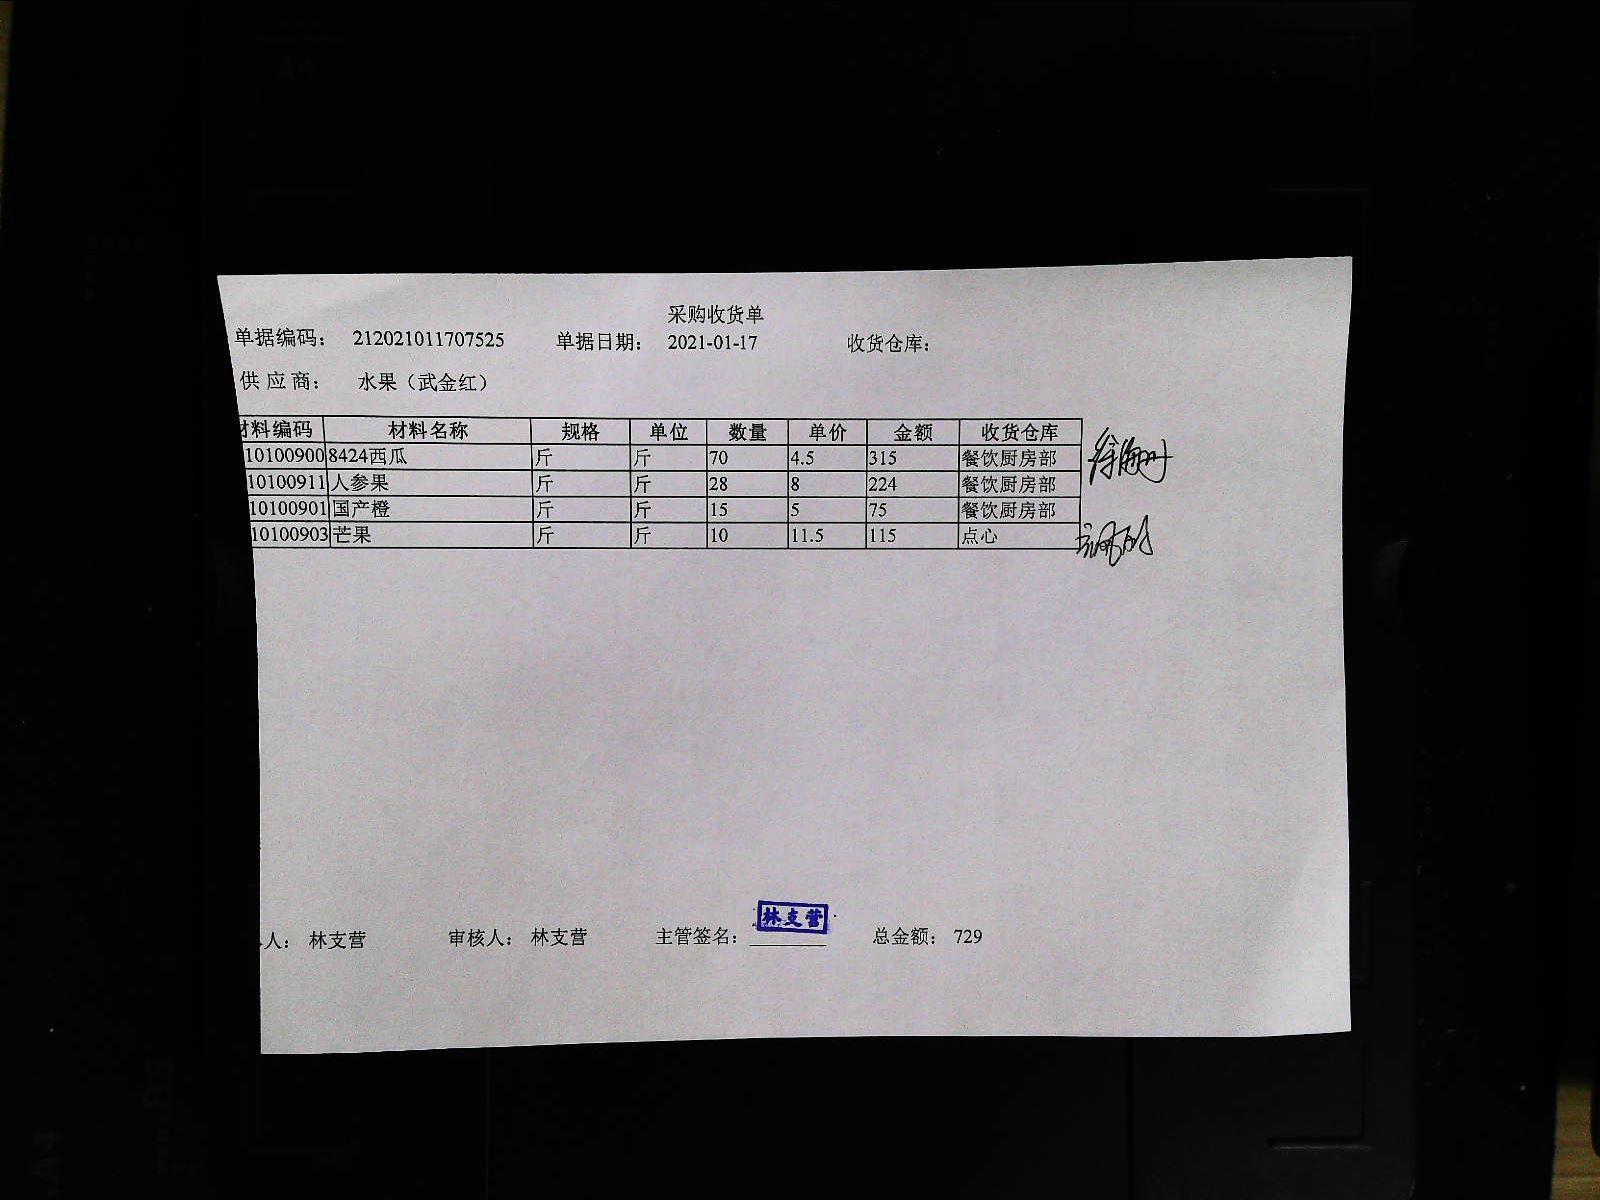 采购收货单
单据编码： 212021011707525 单据日期： 2021-01-17 收货仓库：
供 应 商： 水果（武金红）
材料编码 材料名称 规格 单位 数量 单价 金额 收货仓库
10100900 8424西瓜 斤 斤 70 4.5 315 餐饮厨房部
10100911 人参果 斤 斤 28 8 224 餐饮厨房部
10100901 国产橙 斤 斤 15 5 75 餐饮厨房部
10100903 芒果 斤 斤 10 11.5 115 点心
林支营
人： 林支营 审核人： 林支营 主管签名： 总金额： 729